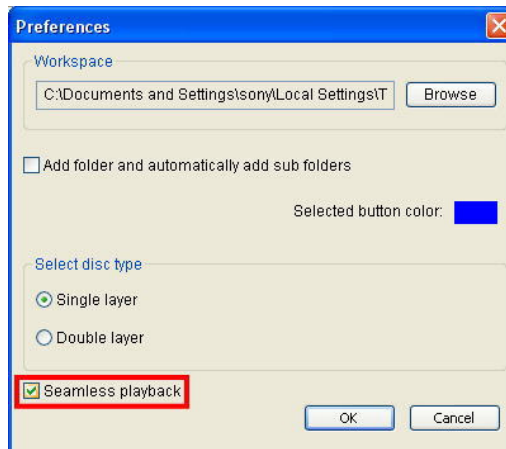 Preferences
Workspace
C:\Documents and Settings\sony\Local Settings\T
Browse
Add folder and automatically add sub folders
Selected button color:
Select disc type
Single layer
Double layer
Seamless playback
OK
Cancel